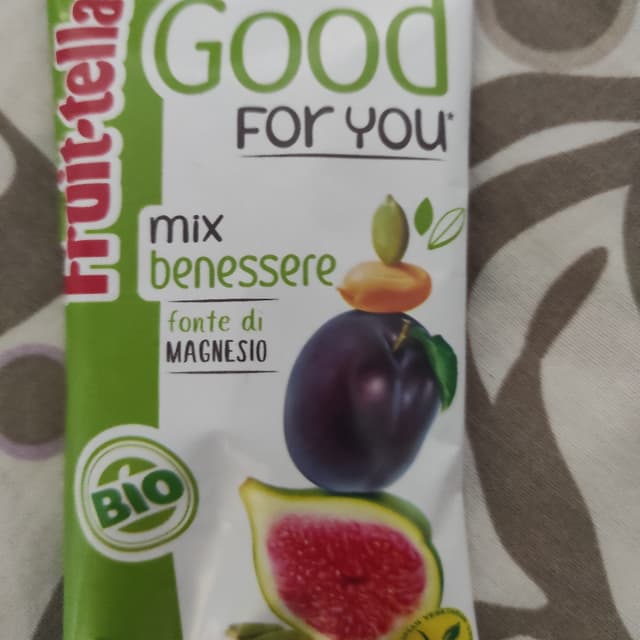 Fruit-tella
Good
FOR YOU*
mix
benessere
fonte di
MAGNESIO
BIO